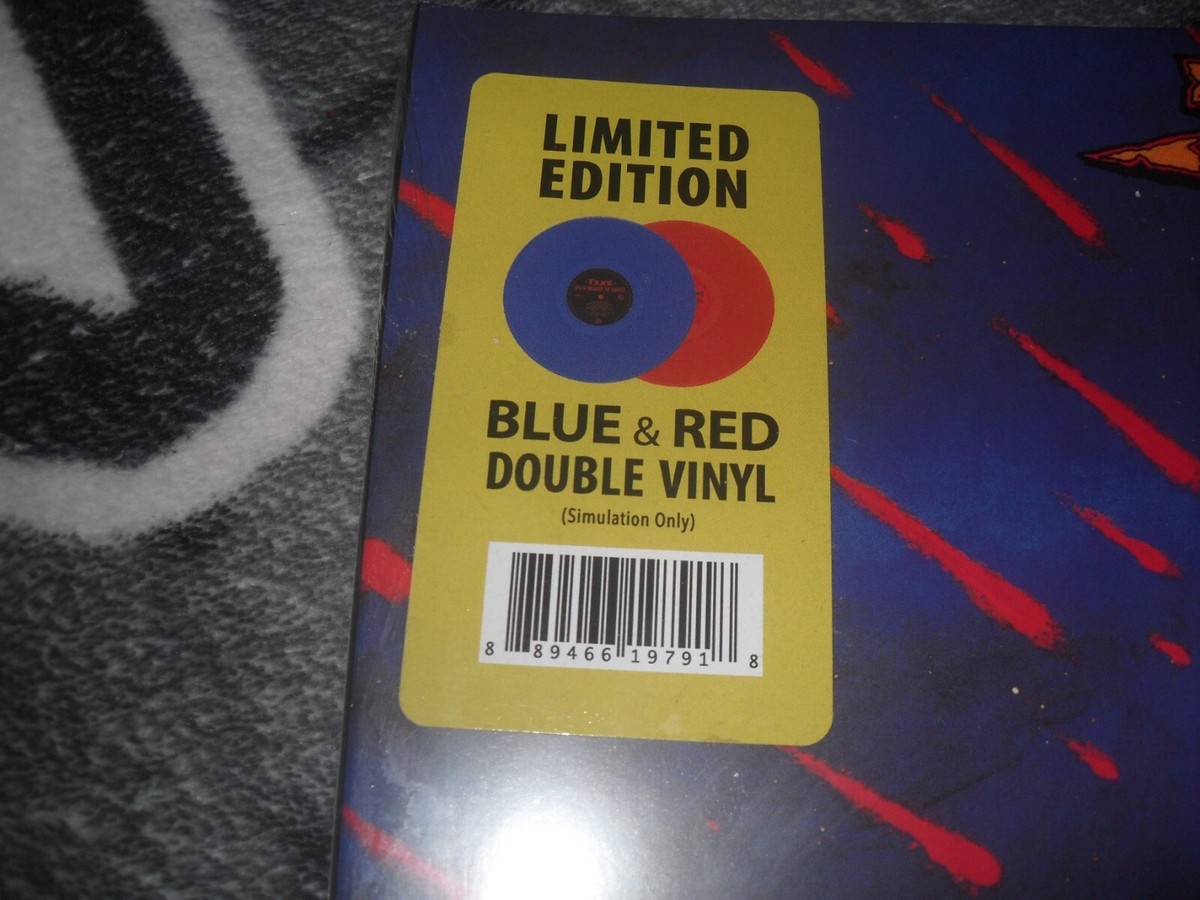 LIMITED
EDITION
BLUE & RED
DOUBLE VINYL
(Simulation Only)
8 89466 19791 8